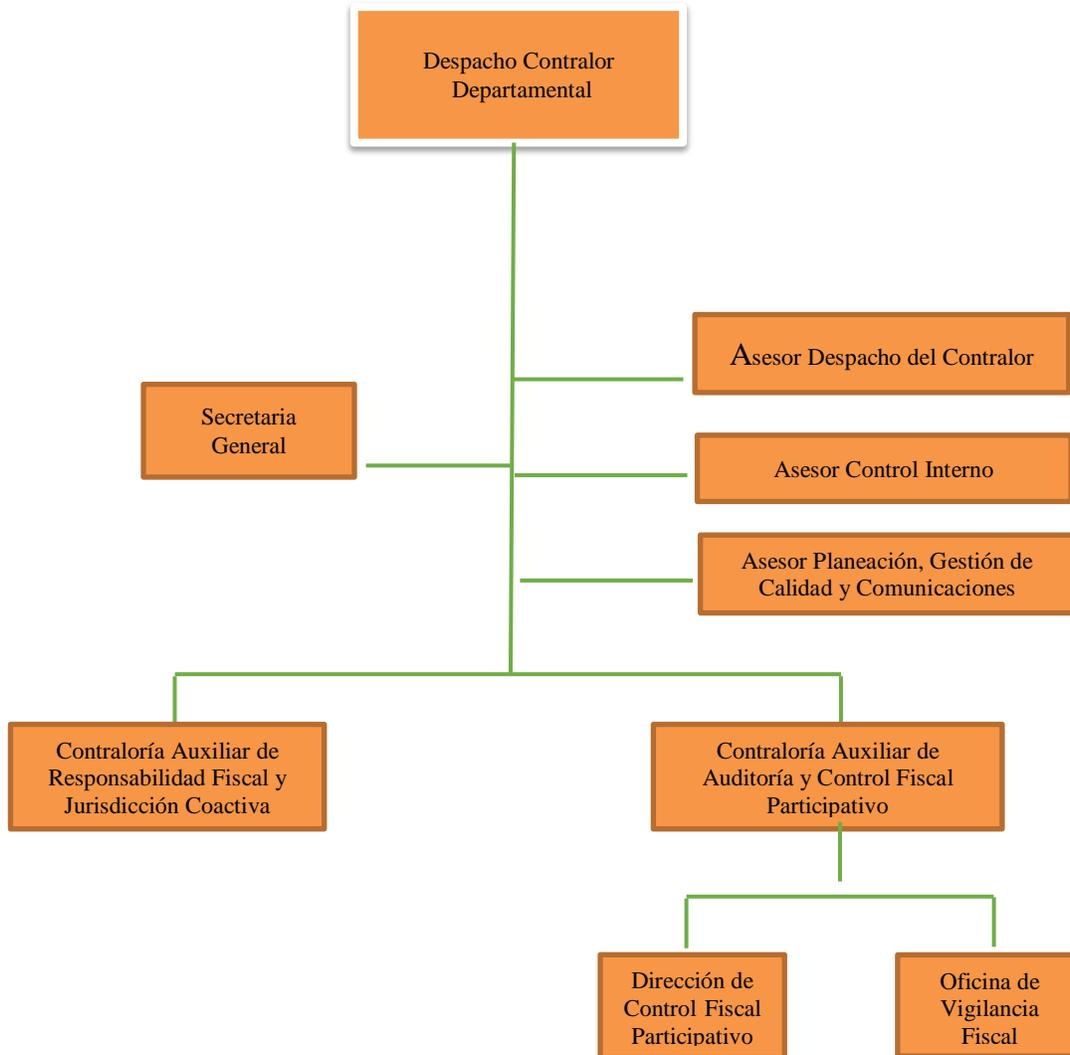 Despacho Contralor
Departamental
Asesor Despacho del Contralor
Secretaria
General
Asesor Control Interno
Asesor Planeación, Gestión de
Calidad y Comunicaciones
Contraloría Auxiliar de
Responsabilidad Fiscal y
Jurisdicción Coactiva
Contraloría Auxiliar de
Auditoría y Control Fiscal
Participativo
Dirección de
Control Fiscal
Participativo
Oficina de
Vigilancia
Fiscal